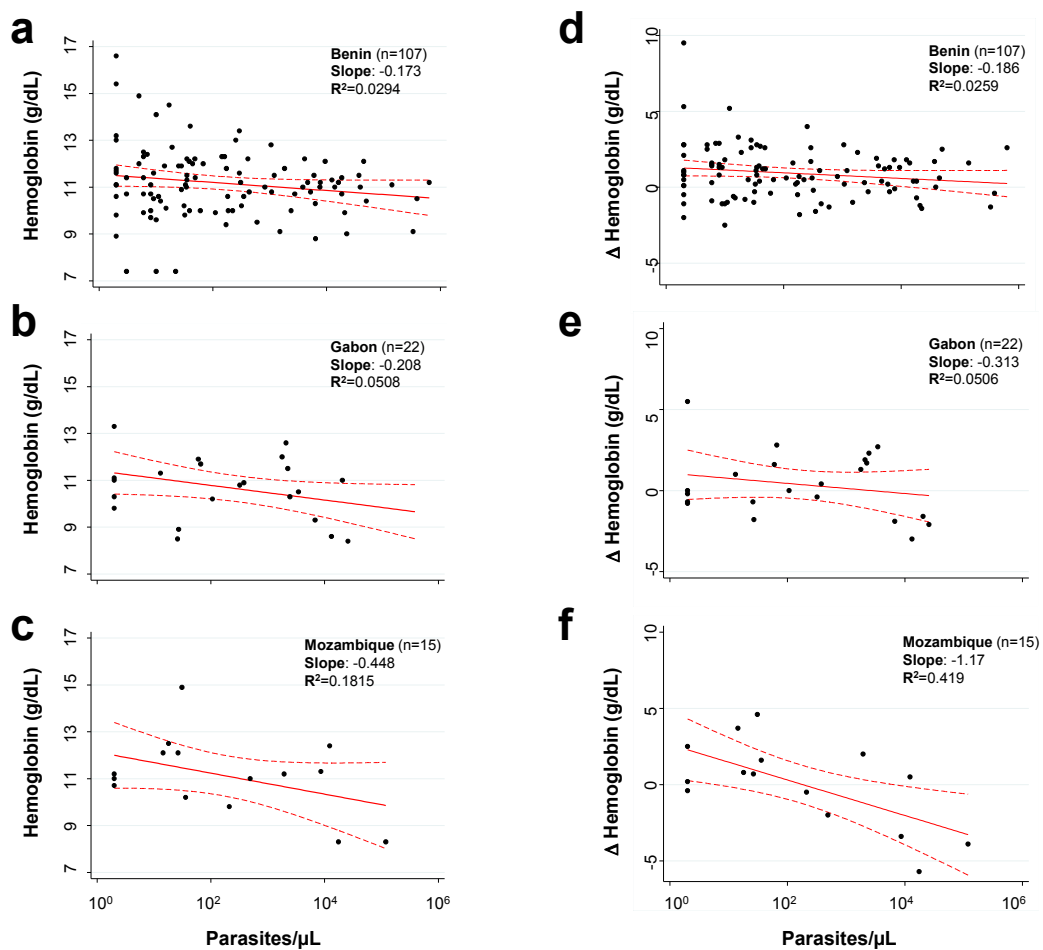 a
Hemoglobin (g/dL)
17
15
13
11
9
7
Benin (n=107)
Slope: -0.173
R²=0.0294
d
Δ Hemoglobin (g/dL)
10
5
0
-5
Benin (n=107)
Slope: -0.186
R²=0.0259
b
Hemoglobin (g/dL)
17
15
13
11
9
7
Gabon (n=22)
Slope: -0.208
R²=0.0508
e
Δ Hemoglobin (g/dL)
10
5
0
-5
Gabon (n=22)
Slope: -0.313
R²=0.0506
c
Hemoglobin (g/dL)
17
15
13
11
9
7
Mozambique (n=15)
Slope: -0.448
R²=0.1815
10⁰ 10² 10⁴ 10⁶
Parasites/µL
f
Δ Hemoglobin (g/dL)
10
5
0
-5
Mozambique (n=15)
Slope: -1.17
R²=0.419
10⁰ 10² 10⁴ 10⁶
Parasites/µL